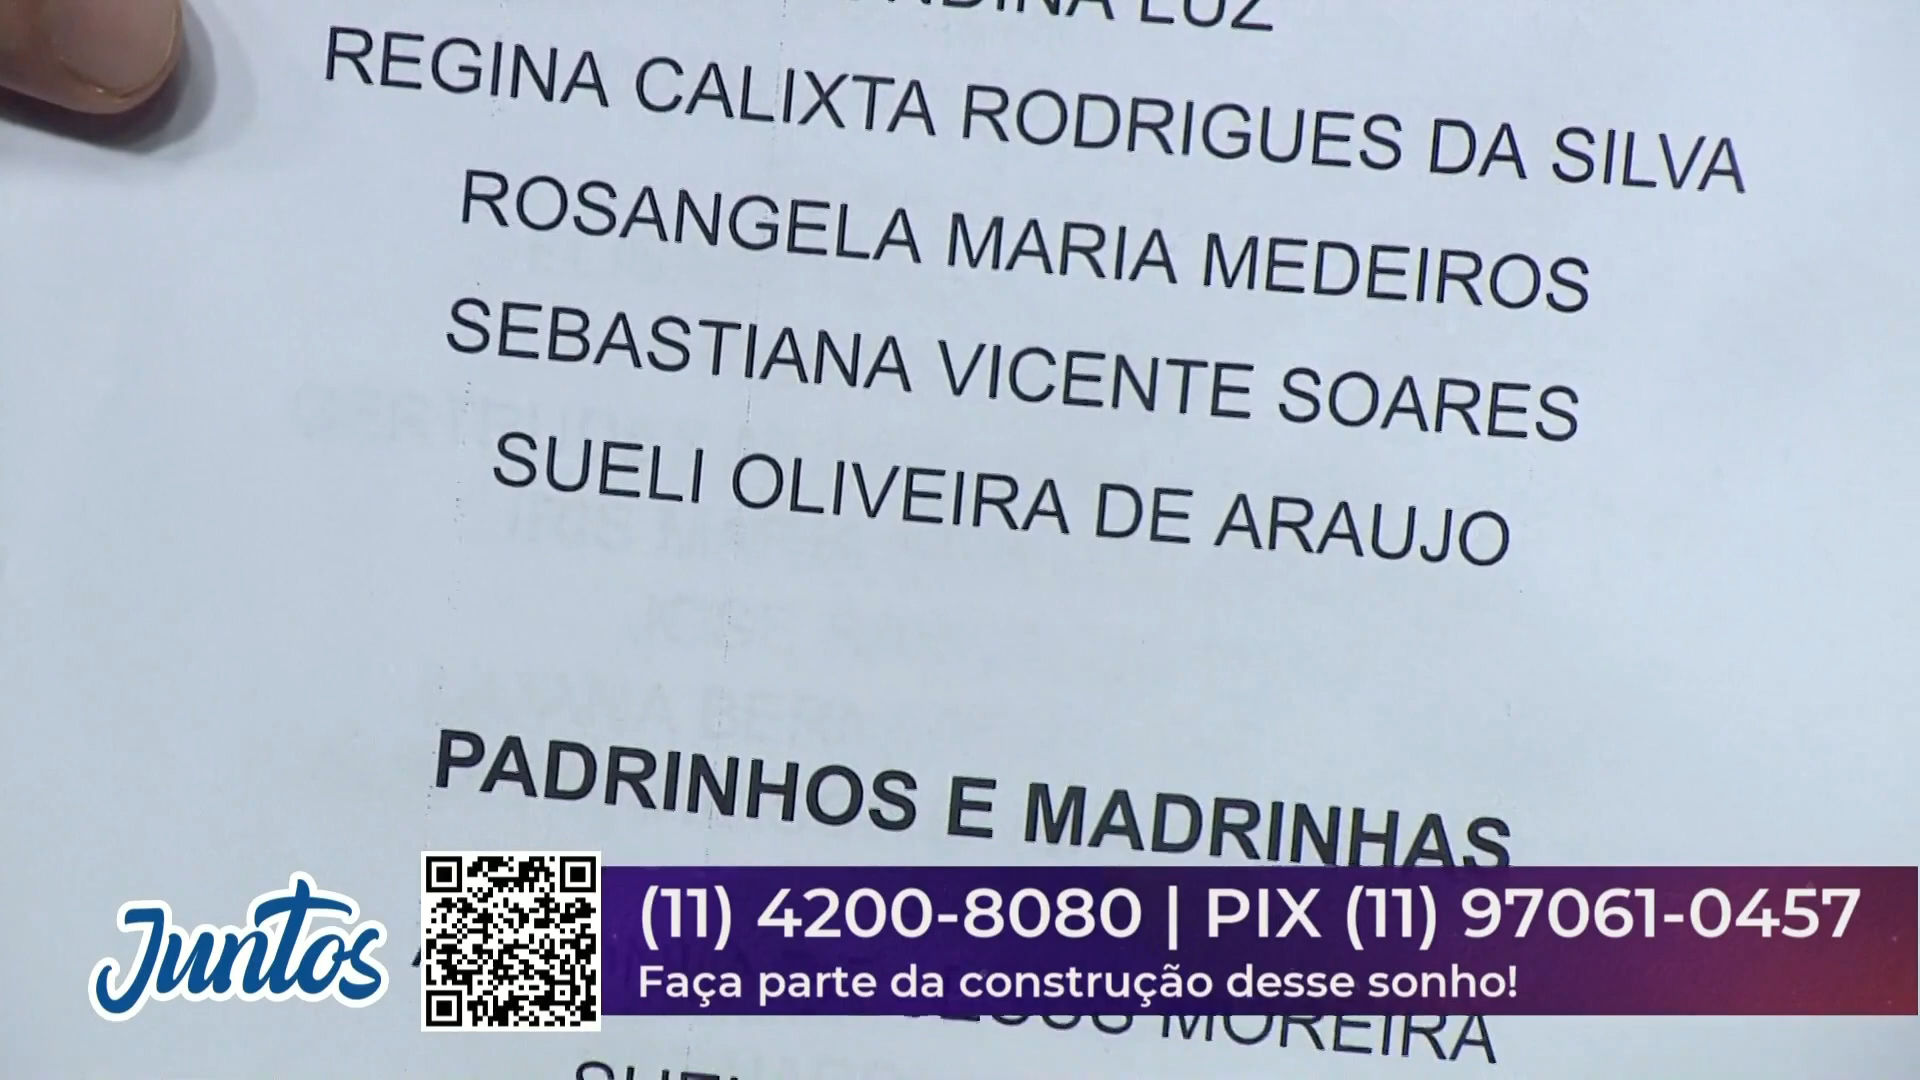 LUZ
REGINA CALIXTA RODRIGUES DA SILVA
ROSANGELA MARIA MEDEIROS
SEBASTIANA VICENTE SOARES
SUELI OLIVEIRA DE ARAUJO
PADRINHOS E MADRINHAS
Juntos
(11) 4200-8080 | PIX (11) 97061-0457
Faça parte da construção desse sonho!
MOREIRA